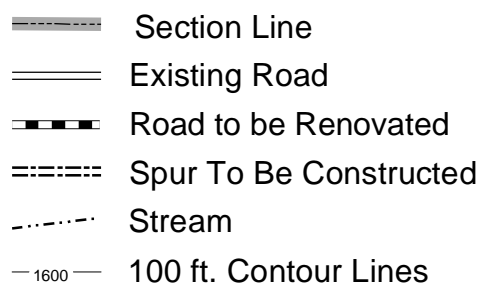 Section Line
Existing Road
Road to be Renovated
Spur To Be Constructed
Stream
1600 100 ft. Contour Lines